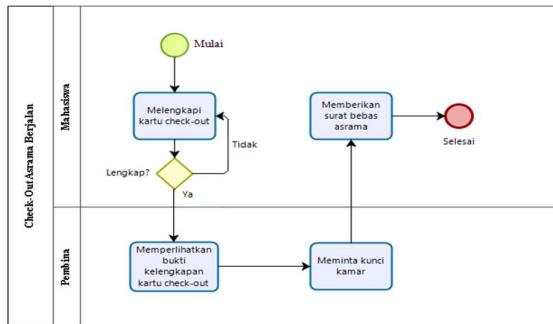 Check-Out Asrama Berjalan
Mahasiswa
Mulai
Melengkapi
kartu check-out
Tidak
Lengkap?
Ya
Memberikan
surat bebas
asrama
Selesai
Pembina
Memperlihatkan
bukti
kelengkapan
kartu check-out
Meminta kunci
kamar